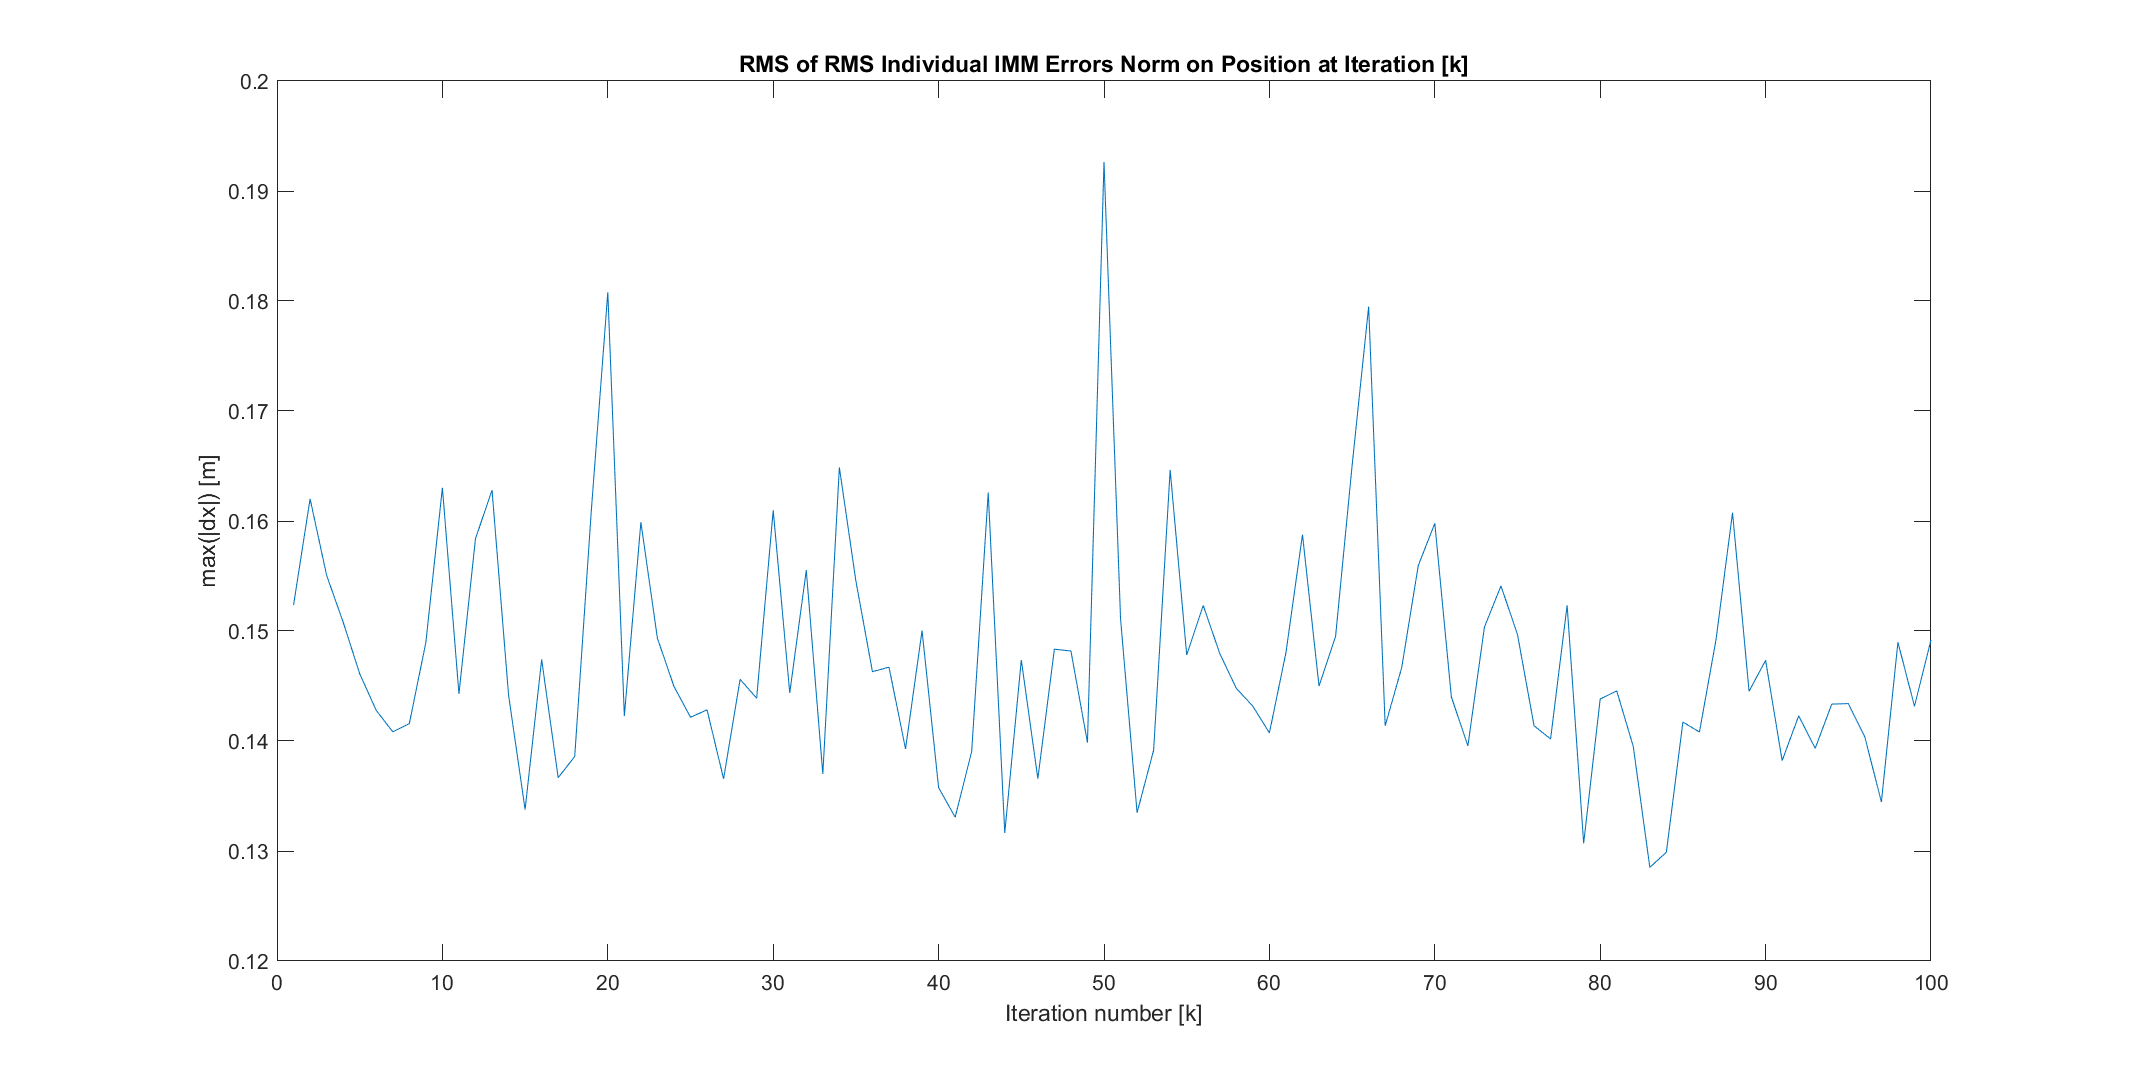 RMS of RMS Individual IMM Errors Norm on Position at Iteration [k]
max(|dx|) [m]
0.2
0.19
0.18
0.17
0.16
0.15
0.14
0.13
0.12
0 10 20 30 40 50 60 70 80 90 100
Iteration number [k]